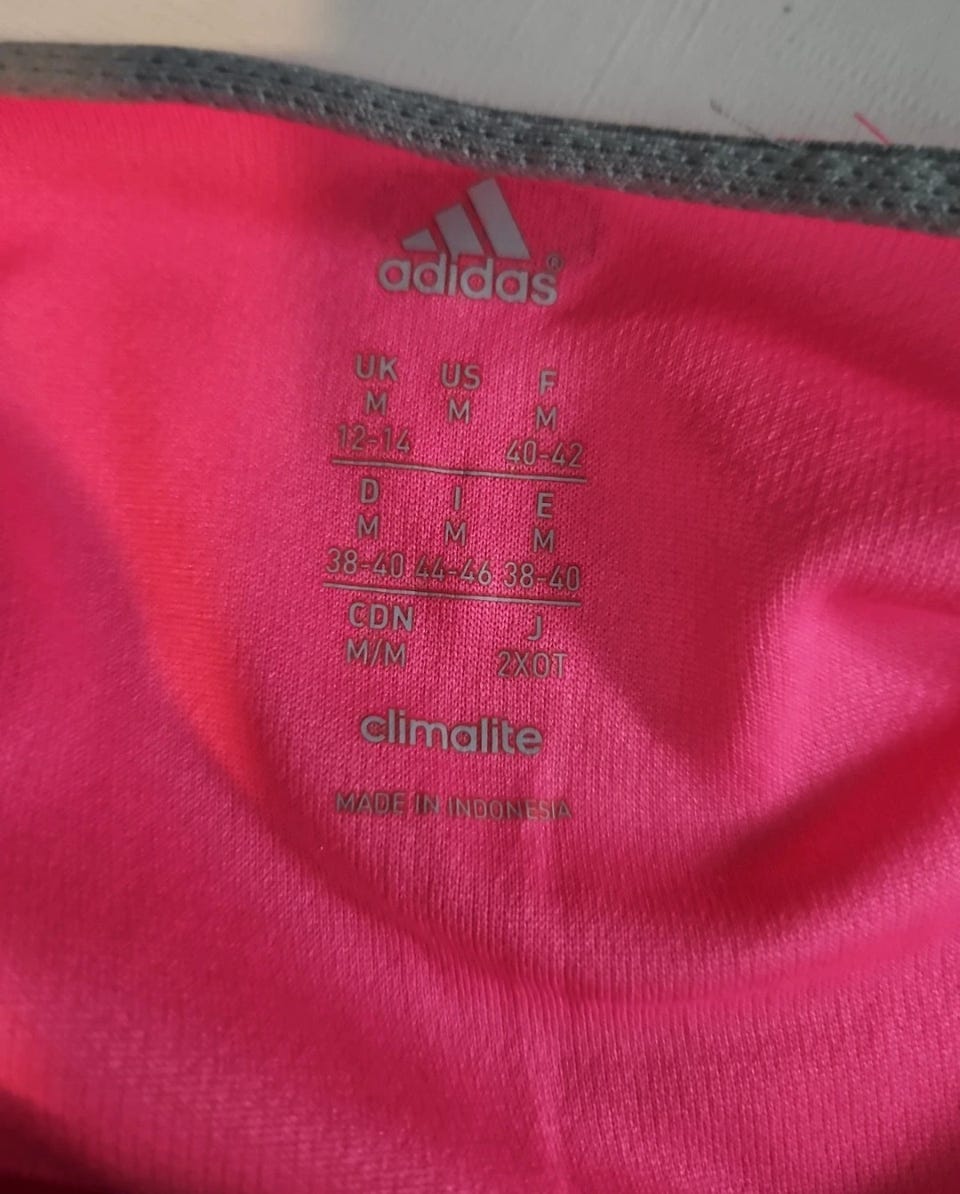 adidas®
UK US F
M M M
12-14 40-42
D I E
M M M
38-40 44-46 38-40
CDN J
M/M 2XOT
climalite
MADE IN INDONESIA